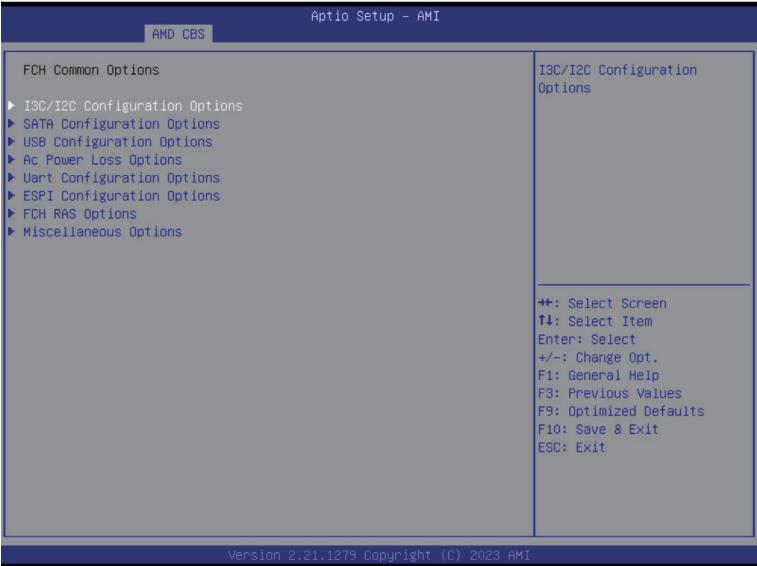 Aptio Setup – AMI
AMD CBS
FCH Common Options
I3C/I2C Configuration Options
SATA Configuration Options
USB Configuration Options
Ac Power Loss Options
Uart Configuration Options
ESPI Configuration Options
FCH RAS Options
Miscellaneous Options
I3C/I2C Configuration
Options
→←: Select Screen
↑↓: Select Item
Enter: Select
+/-: Change Opt.
F1: General Help
F3: Previous Values
F9: Optimized Defaults
F10: Save & Exit
ESC: Exit
Version 2.21.1279 Copyright (C) 2023 AMI